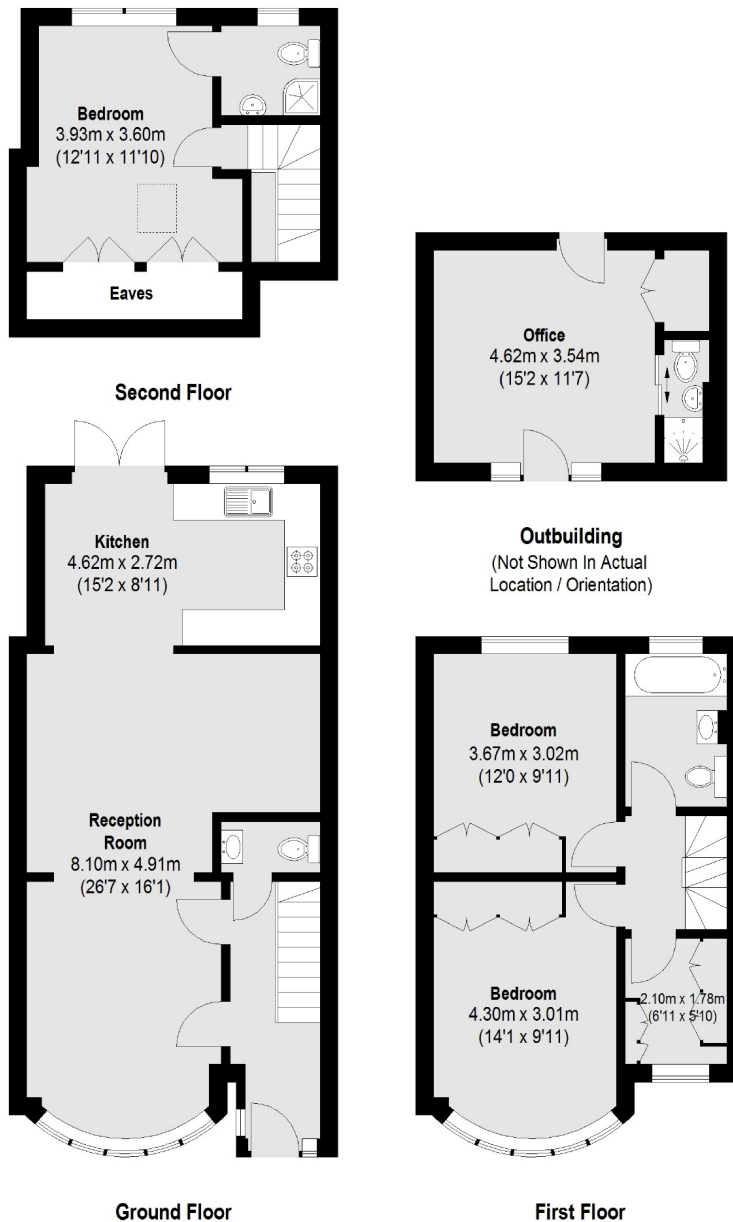 Bedroom
3.93m x 3.60m
(12'11 x 11'10)
Eaves
Second Floor
Office
4.62m x 3.54m
(15'2 x 11'7)
Outbuilding
(Not Shown In Actual
Location / Orientation)
Kitchen
4.62m x 2.72m
(15'2 x 8'11)
Reception
Room
8.10m x 4.91m
(26'7 x 16'1)
Ground Floor
Bedroom
3.67m x 3.02m
(12'0 x 9'11)
Bedroom
4.30m x 3.01m
(14'1 x 9'11)
2.10m x 1.78m
(6'11 x 5'10)
First Floor